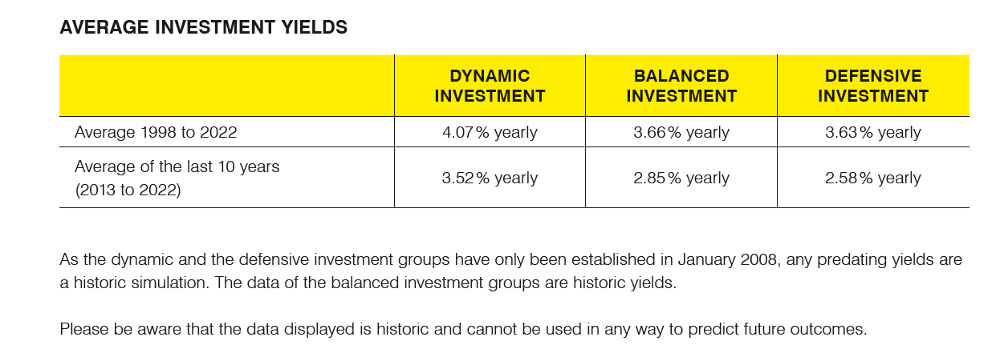 AVERAGE INVESTMENT YIELDS
DYNAMIC
INVESTMENT
BALANCED
INVESTMENT
DEFENSIVE
INVESTMENT
Average 1998 to 2022
4.07% yearly
3.66% yearly
3.63% yearly
Average of the last 10 years
(2013 to 2022)
3.52% yearly
2.85% yearly
2.58% yearly
As the dynamic and the defensive investment groups have only been established in January 2008, any predating yields are
a historic simulation. The data of the balanced investment groups are historic yields.
Please be aware that the data displayed is historic and cannot be used in any way to predict future outcomes.